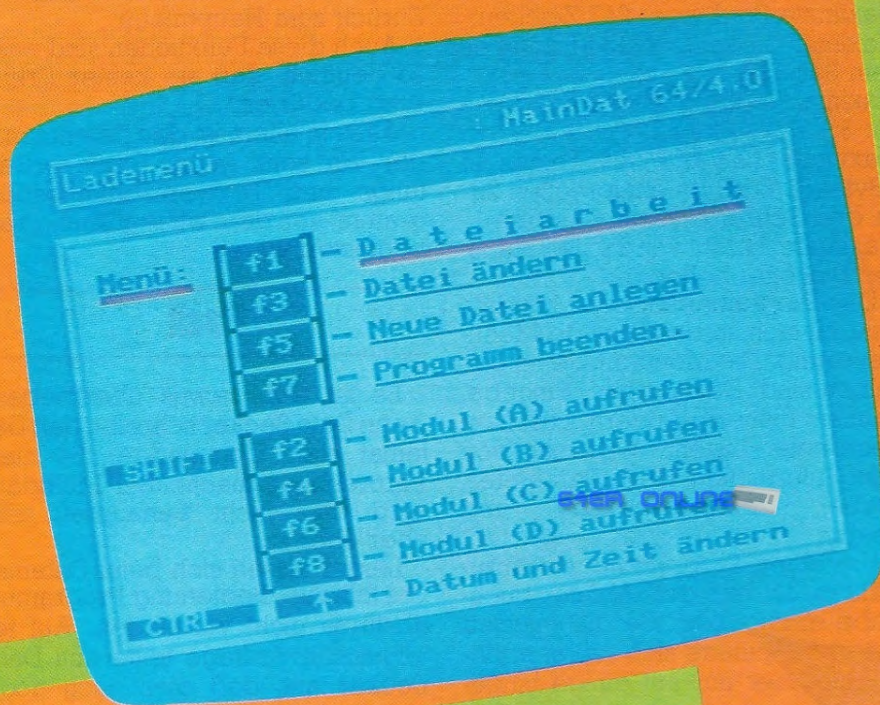 Lademenü : MainDat 64/4.0
Menü: f1 – D a t e i a r b e i t
f3 – Datei ändern
f5 – Neue Datei anlegen
f7 – Programm beenden.
SHIFT f2 – Modul (A) aufrufen
f4 – Modul (B) aufrufen
f6 – Modul (C) aufrufen
f8 – Modul (D) aufrufen
CTRL ↑ – Datum und Zeit ändern
64ER ONLINE